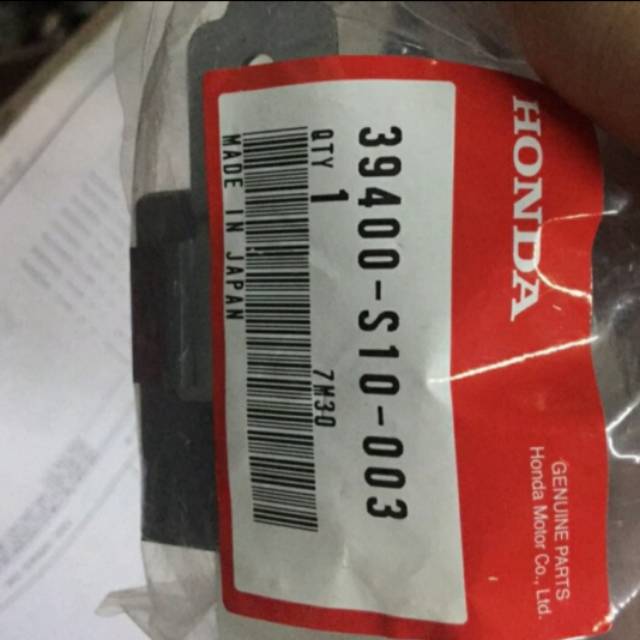 HONDA
GENUINE PARTS
Honda Motor Co., Ltd.
39400-S10-003
QTY 1
7M30
MADE IN JAPAN